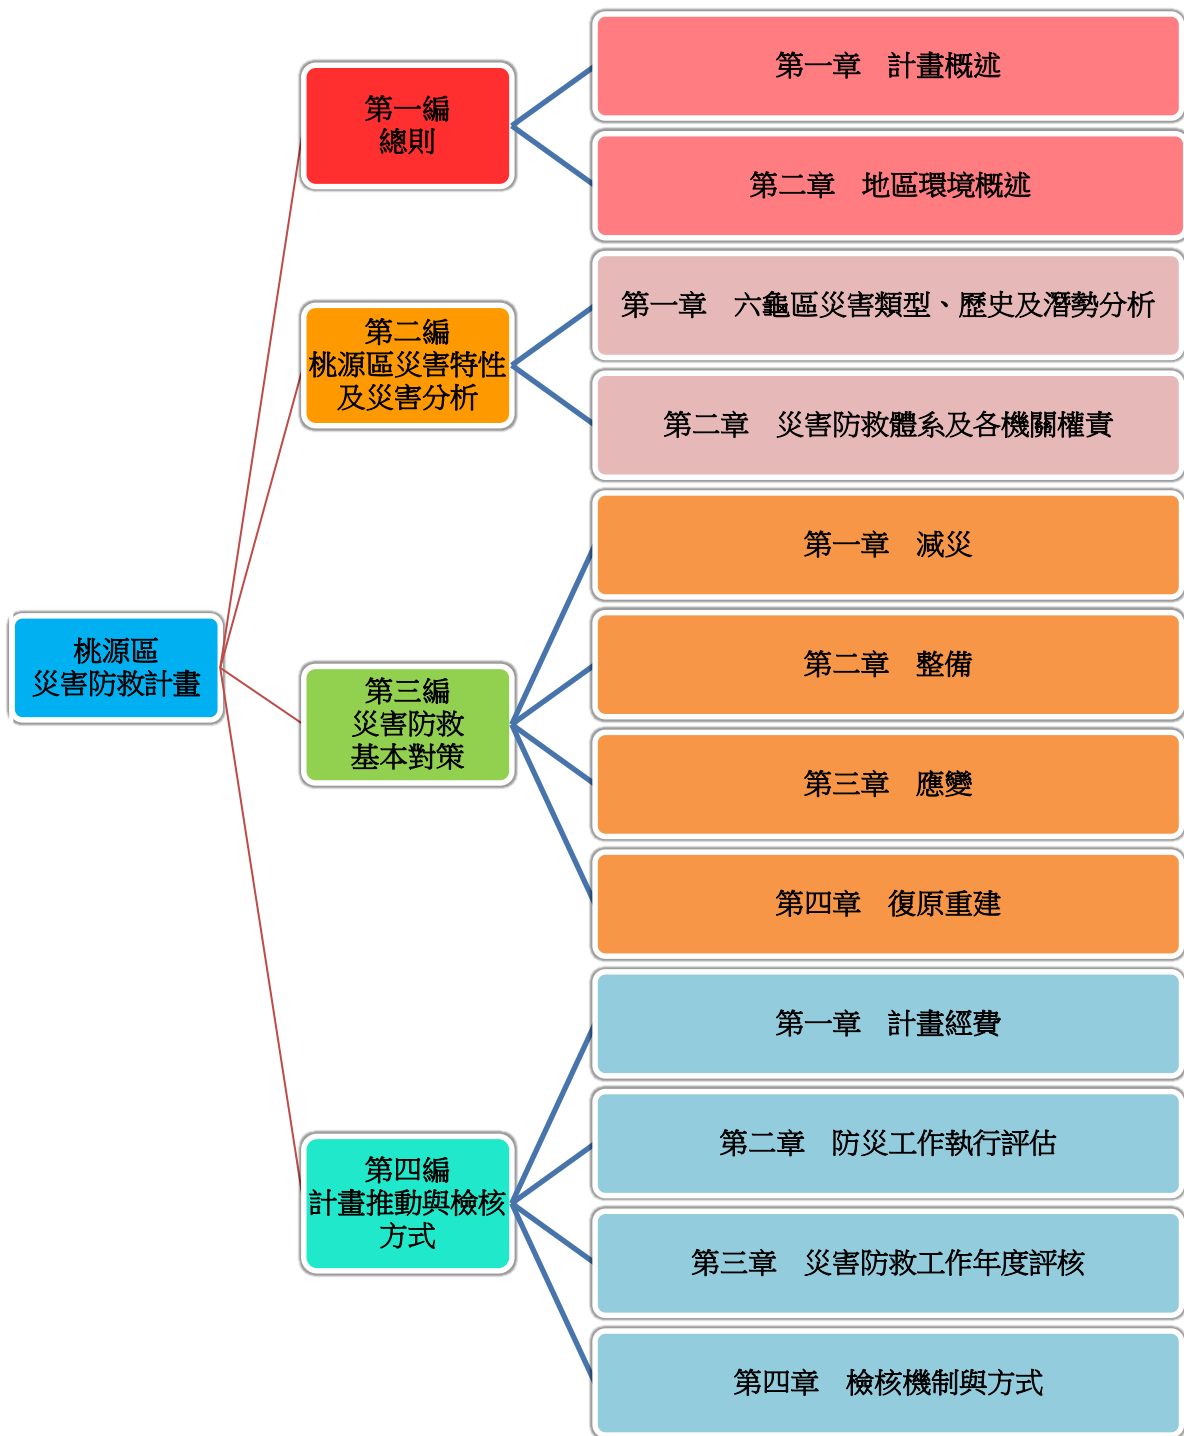 桃源區
災害防救計畫
第一編
總則
第一章　計畫概述
第二章　地區環境概述
第二編
桃源區災害特性
及災害分析
第一章　六龜區災害類型、歷史及潛勢分析
第二章　災害防救體系及各機關權責
第三編
災害防救
基本對策
第一章　減災
第二章　整備
第三章　應變
第四章　復原重建
第四編
計畫推動與檢核
方式
第一章　計畫經費
第二章　防災工作執行評估
第三章　災害防救工作年度評核
第四章　檢核機制與方式